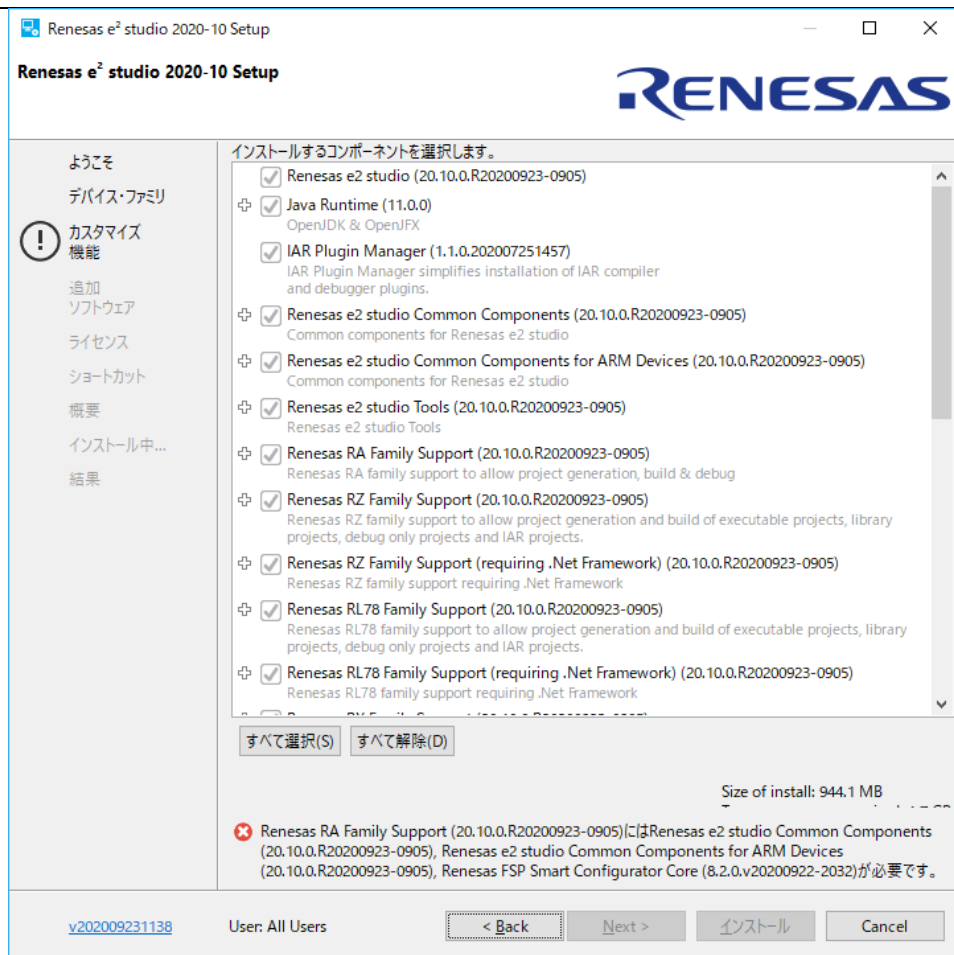 Renesas e² studio 2020-10 Setup
Renesas e² studio 2020-10 Setup
RENESAS
ようこそ
デバイス・ファミリ
カスタマイズ
機能
追加
ソフトウェア
ライセンス
ショートカット
概要
インストール中...
結果
インストールするコンポーネントを選択します。
Renesas e2 studio (20.10.0.R20200923-0905)
Java Runtime (11.0.0)
OpenJDK & OpenJFX
IAR Plugin Manager (1.1.0.202007251457)
IAR Plugin Manager simplifies installation of IAR compiler
and debugger plugins.
Renesas e2 studio Common Components (20.10.0.R20200923-0905)
Common components for Renesas e2 studio
Renesas e2 studio Common Components for ARM Devices (20.10.0.R20200923-0905)
Common components for Renesas e2 studio
Renesas e2 studio Tools (20.10.0.R20200923-0905)
Renesas e2 studio Tools
Renesas RA Family Support (20.10.0.R20200923-0905)
Renesas RA family support to allow project generation, build & debug
Renesas RZ Family Support (20.10.0.R20200923-0905)
Renesas RZ family support to allow project generation and build of executable projects, library
projects, debug only projects and IAR projects.
Renesas RZ Family Support (requiring .Net Framework) (20.10.0.R20200923-0905)
Renesas RZ family support requiring .Net Framework
Renesas RL78 Family Support (20.10.0.R20200923-0905)
Renesas RL78 family support to allow project generation and build of executable projects, library
projects, debug only projects and IAR projects.
Renesas RL78 Family Support (requiring .Net Framework) (20.10.0.R20200923-0905)
Renesas RL78 family support requiring .Net Framework
すべて選択(S) すべて解除(D)
Size of install: 944.1 MB
Renesas RA Family Support (20.10.0.R20200923-0905)にはRenesas e2 studio Common Components
(20.10.0.R20200923-0905), Renesas e2 studio Common Components for ARM Devices
(20.10.0.R20200923-0905), Renesas FSP Smart Configurator Core (8.2.0.v20200922-2032)が必要です。
v202009231138 User: All Users < Back Next > インストール Cancel